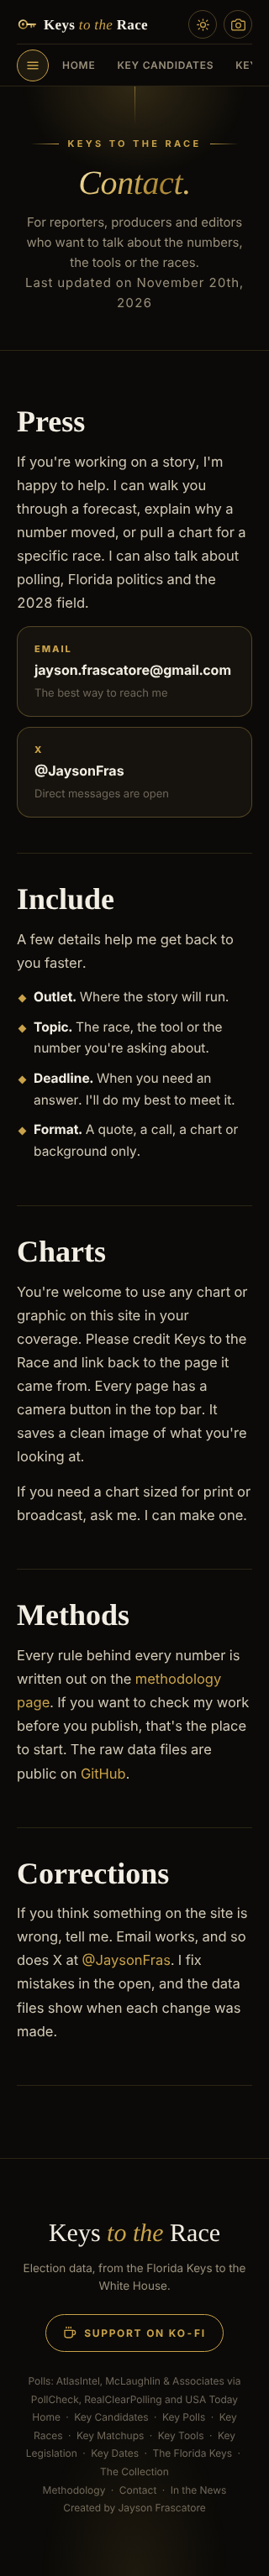 Keys to the Race
HOME KEY CANDIDATES
KEYS TO THE RACE
Contact.
For reporters, producers and editors
who want to talk about the numbers,
the tools or the races.
Last updated on November 20th,
2026
Press
If you're working on a story, I'm
happy to help. I can walk you
through a forecast, explain why a
number moved, or pull a chart for a
specific race. I can also talk about
polling, Florida politics and the
2028 field.
EMAIL
jayson.frascatore@gmail.com
The best way to reach me
X
@JaysonFras
Direct messages are open
Include
A few details help me get back to
you faster.
Outlet. Where the story will run.
Topic. The race, the tool or the
number you're asking about.
Deadline. When you need an
answer. I'll do my best to meet it.
Format. A quote, a call, a chart or
background only.
Charts
You're welcome to use any chart or
graphic on this site in your
coverage. Please credit Keys to the
Race and link back to the page it
came from. Every page has a
camera button in the top bar. It
saves a clean image of what you're
looking at.
If you need a chart sized for print or
broadcast, ask me. I can make one.
Methods
Every rule behind every number is
written out on the methodology
page. If you want to check my work
before you publish, that's the place
to start. The raw data files are
public on GitHub.
Corrections
If you think something on the site is
wrong, tell me. Email works, and so
does X at @JaysonFras. I fix
mistakes in the open, and the data
files show when each change was
made.
Keys to the Race
Election data, from the Florida Keys to the
White House.
SUPPORT ON KO-FI
Polls: AtlasIntel, McLaughlin & Associates via
PollCheck, RealClearPolling and USA Today
Home · Key Candidates · Key Polls · Key
Races · Key Matchups · Key Tools · Key
Legislation · Key Dates · The Florida Keys ·
The Collection
Methodology · Contact · In the News
Created by Jayson Frascatore